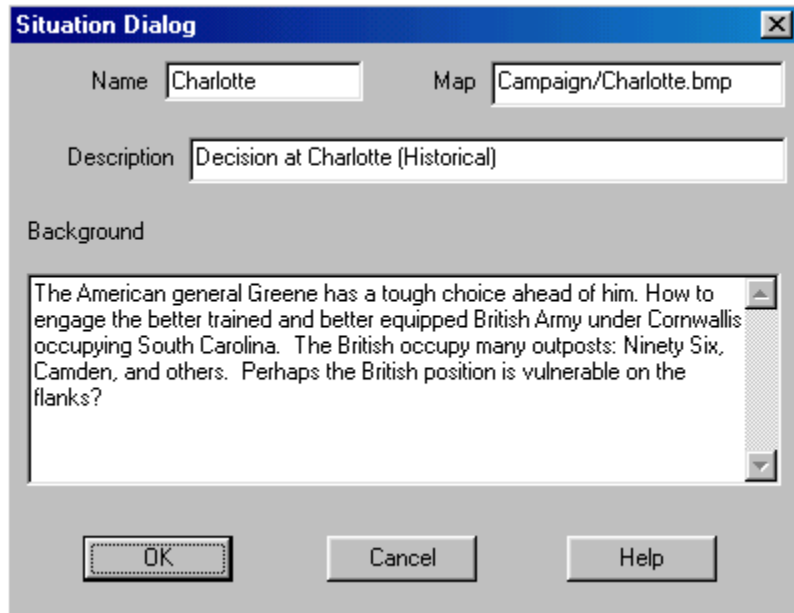 Situation Dialog
Name Charlotte Map Campaign/Charlotte.bmp
Description Decision at Charlotte (Historical)
Background
The American general Greene has a tough choice ahead of him. How to
engage the better trained and better equipped British Army under Cornwallis
occupying South Carolina.  The British occupy many outposts: Ninety Six,
Camden, and others.  Perhaps the British position is vulnerable on the
flanks?
OK Cancel Help